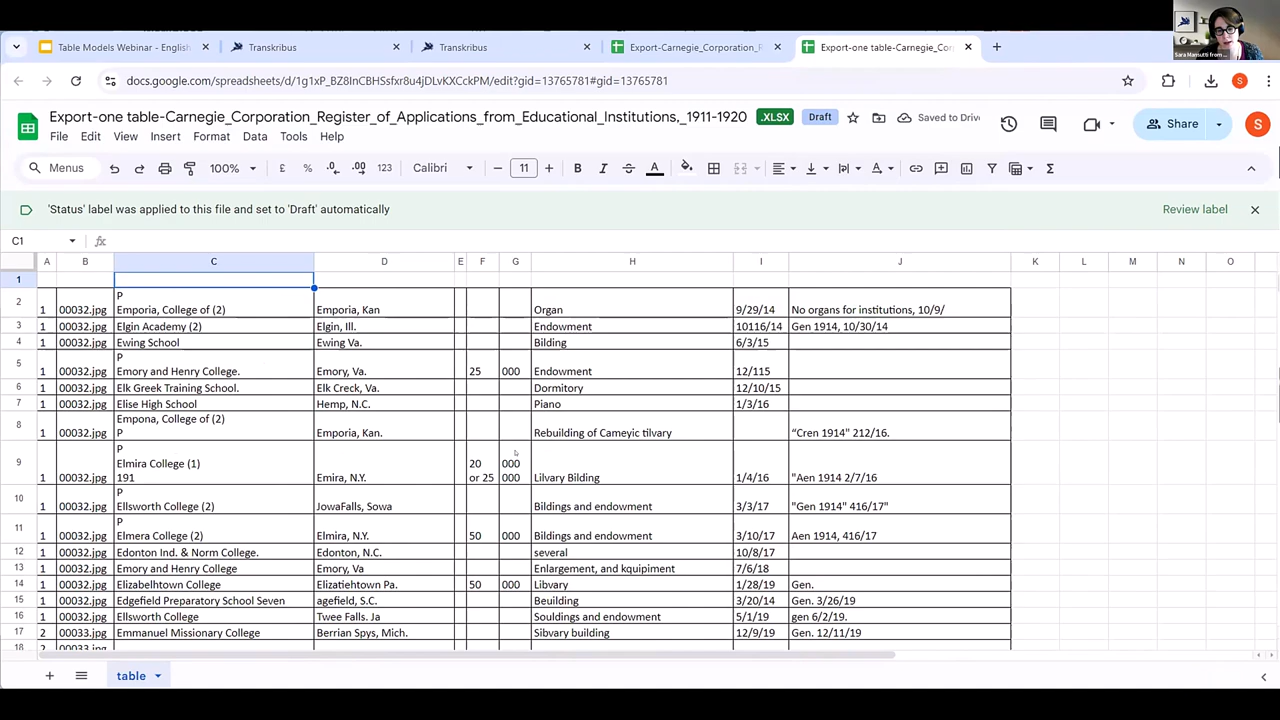 Table Models Webinar - English
Transkribus
Transkribus
Export-Carnegie_Corporation_R
Export-one table-Carnegie_Cor
docs.google.com/spreadsheets/d/1g1xP_BZ8InCBHSsfxr8u4jDLvKXCckPM/edit?gid=13765781#gid=13765781
S
Export-one table-Carnegie_Corporation_Register_of_Applications_from_Educational_Institutions,_1911-1920
.XLSX
Draft
Saved to Drive
Share
S
File Edit View Insert Format Data Tools Help
Menus 100% £ % .0 .00 123 Calibri 11 B I A
'Status' label was applied to this file and set to 'Draft' automatically
Review label
C1 fx
A B C D E F G H I J K L M N O
1
2 1 00032.jpg P
Emporia, College of (2) Emporia, Kan Organ 9/29/14 No organs for institutions, 10/9/
3 1 00032.jpg Elgin Academy (2) Elgin, Ill. Endowment 10116/14 Gen 1914, 10/30/14
4 1 00032.jpg Ewing School Ewing Va. Bilding 6/3/15
5 1 00032.jpg P
Emory and Henry College. Emory, Va. 25 000 Endowment 12/115
6 1 00032.jpg Elk Greek Training School. Elk Creck, Va. Dormitory 12/10/15
7 1 00032.jpg Elise High School Hemp, N.C. Piano 1/3/16
8 1 00032.jpg Empona, College of (2)
P Emporia, Kan. Rebuilding of Cameyic tilvary “Cren 1914" 212/16.
9 1 00032.jpg P
Elmira College (1) 20 000
191 Emira, N.Y. or 25 000 Lilvary Bilding 1/4/16 "Aen 1914 2/7/16
10 1 00032.jpg P
Ellsworth College (2) JowaFalls, Sowa Bildings and endowment 3/3/17 "Gen 1914" 416/17"
11 1 00032.jpg P
Elmera College (2) Elmira, N.Y. 50 000 Bildings and endowment 3/10/17 Aen 1914, 416/17
12 1 00032.jpg Edonton Ind. & Norm College. Edonton, N.C. several 10/8/17
13 1 00032.jpg Emory and Henry College Emory, Va Enlargement, and kquipiment 7/6/18
14 1 00032.jpg Elizabelhtown College Elizatiehtown Pa. 50 000 Libvary 1/28/19 Gen.
15 1 00032.jpg Edgefield Preparatory School Seven agefield, S.C. Beuilding 3/20/14 Gen. 3/26/19
16 1 00032.jpg Ellsworth College Twee Falls. Ja Souldings and endowment 5/1/19 gen 6/2/19.
17 2 00033.jpg Emmanuel Missionary College Berrian Spys, Mich. Sibvary building 12/9/19 Gen. 12/11/19
18 2 00033.jpg
table